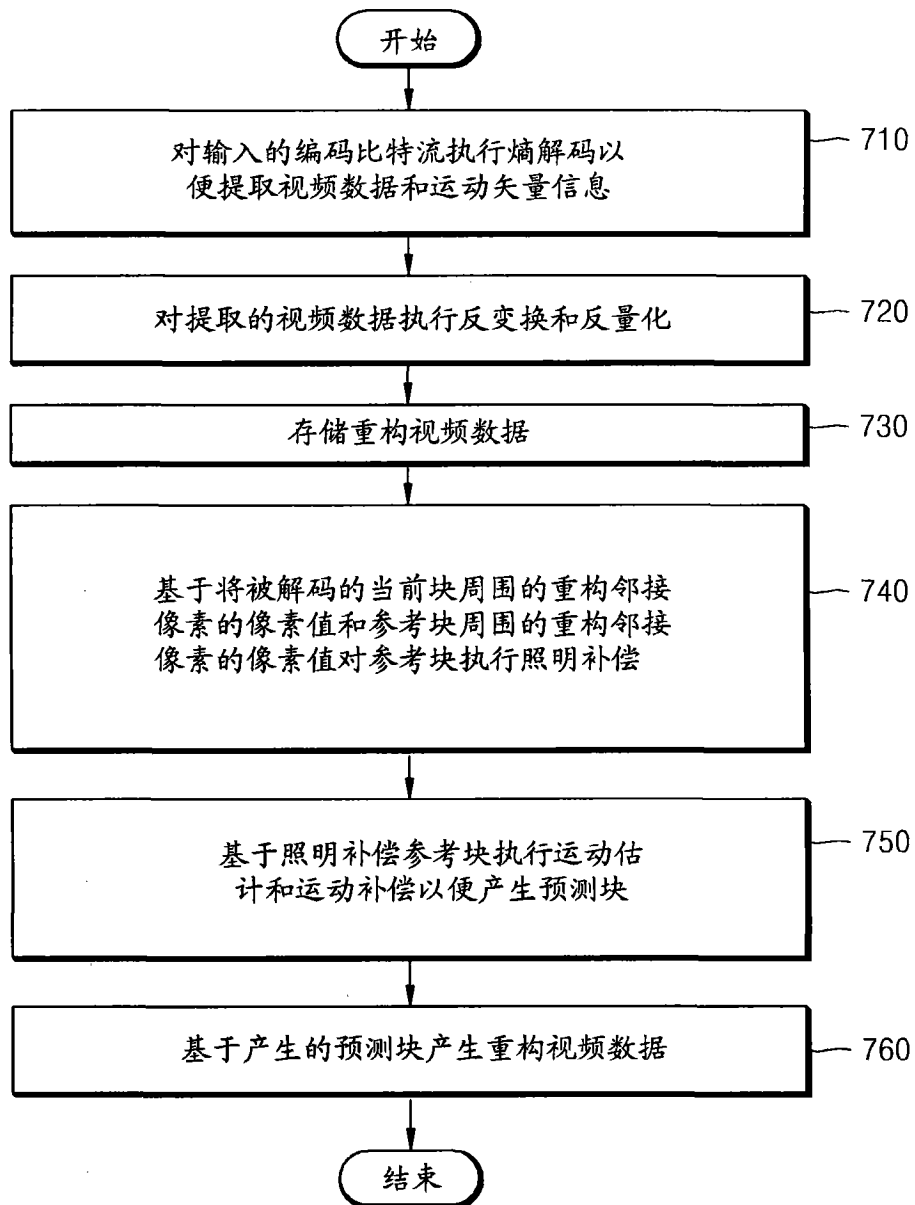 开始
对输入的编码比特流执行熵解码以
便提取视频数据和运动矢量信息
710
对提取的视频数据执行反变换和反量化
720
存储重构视频数据
730
基于将被解码的当前块周围的重构邻接
像素的像素值和参考块周围的重构邻接
像素的像素值对参考块执行照明补偿
740
基于照明补偿参考块执行运动估
计和运动补偿以便产生预测块
750
基于产生的预测块产生重构视频数据
760
结束